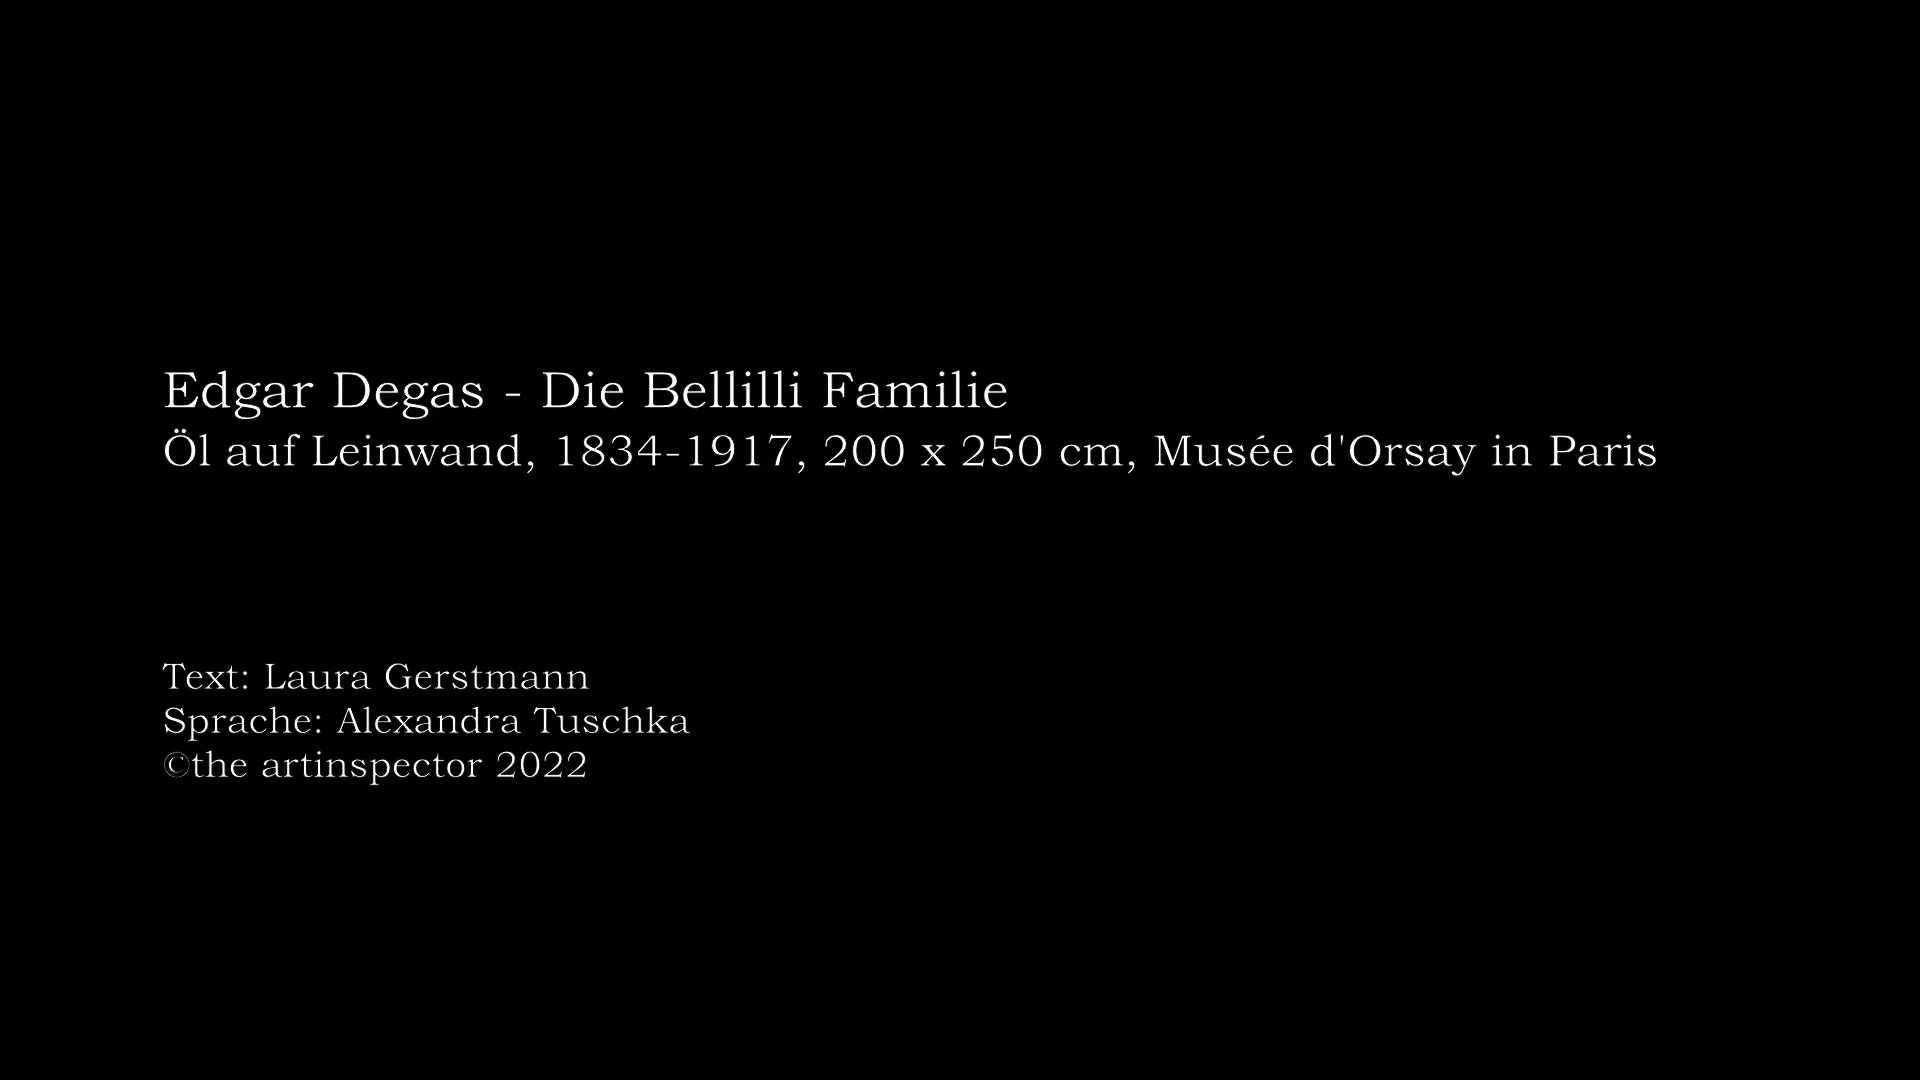 Edgar Degas - Die Bellilli Familie
Öl auf Leinwand, 1834-1917, 200 x 250 cm, Musée d'Orsay in Paris
Text: Laura Gerstmann
Sprache: Alexandra Tuschka
©the artinspector 2022